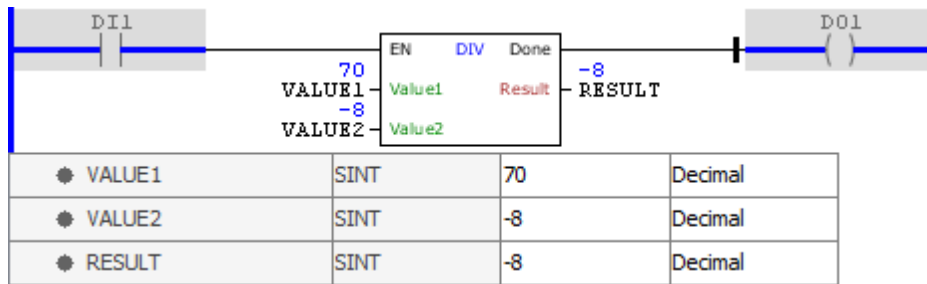 DI1 DO1
EN DIV Done
70 -8
VALUE1 Value1 Result RESULT
-8
VALUE2 Value2
VALUE1 SINT 70 Decimal
VALUE2 SINT -8 Decimal
RESULT SINT -8 Decimal